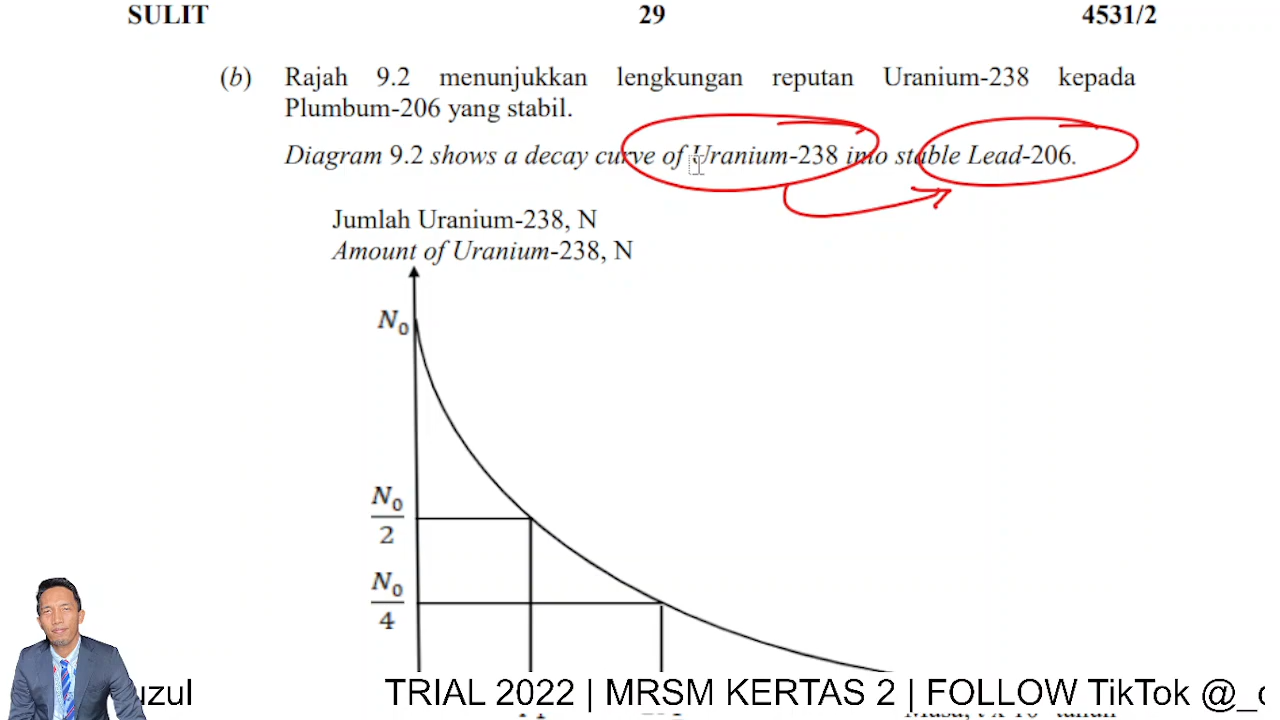 SULIT 29 4531/2
(b) Rajah 9.2 menunjukkan lengkungan reputan Uranium-238 kepada
Plumbum-206 yang stabil.
Diagram 9.2 shows a decay curve of Uranium-238 into stable Lead-206.
Jumlah Uranium-238, N
Amount of Uranium-238, N
N₀
N₀
2
N₀
4
uzul TRIAL 2022 | MRSM KERTAS 2 | FOLLOW TikTok @_